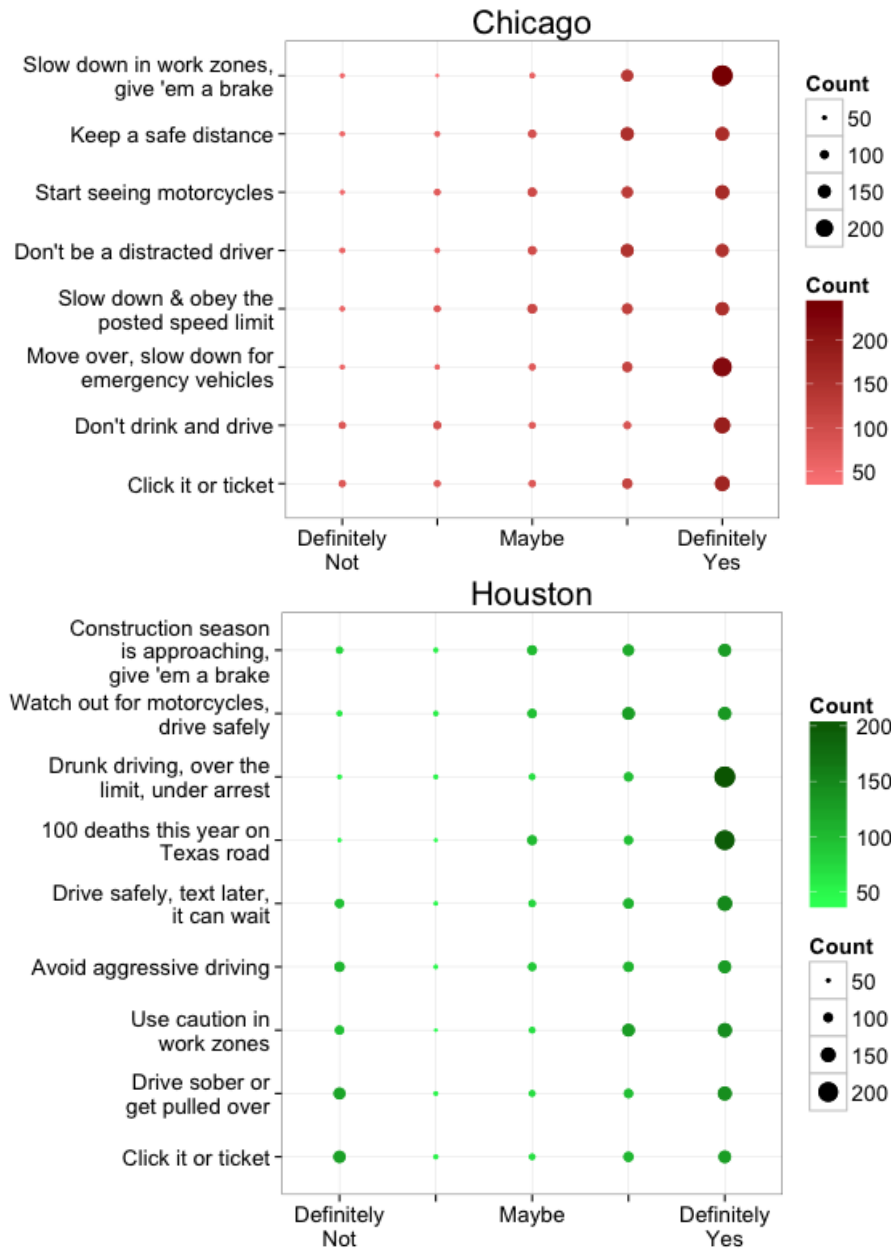 Chicago
Slow down in work zones,
give 'em a brake
Keep a safe distance
Start seeing motorcycles
Don't be a distracted driver
Slow down & obey the
posted speed limit
Move over, slow down for
emergency vehicles
Don't drink and drive
Click it or ticket
Definitely
Not
Maybe
Definitely
Yes
Count
50
100
150
200
Count
200
150
100
50
Houston
Construction season
is approaching,
give 'em a brake
Watch out for motorcycles,
drive safely
Drunk driving, over the
limit, under arrest
100 deaths this year on
Texas road
Drive safely, text later,
it can wait
Avoid aggressive driving
Use caution in
work zones
Drive sober or
get pulled over
Click it or ticket
Definitely
Not
Maybe
Definitely
Yes
Count
200
150
100
50
Count
50
100
150
200